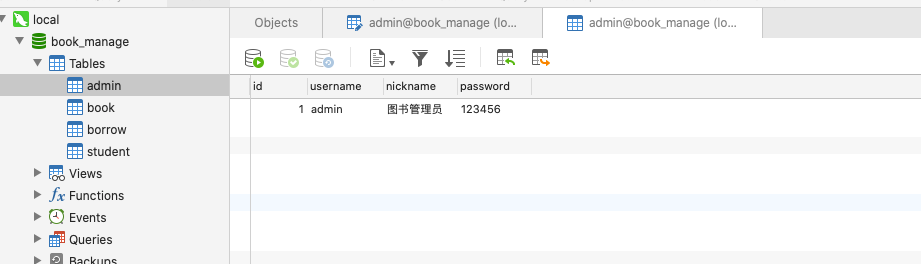 local
book_manage
Tables
admin
book
borrow
student
Views
Functions
Events
Queries
Backups
Objects
admin@book_manage (lo...
admin@book_manage (lo...
id username nickname password
1 admin 图书管理员 123456